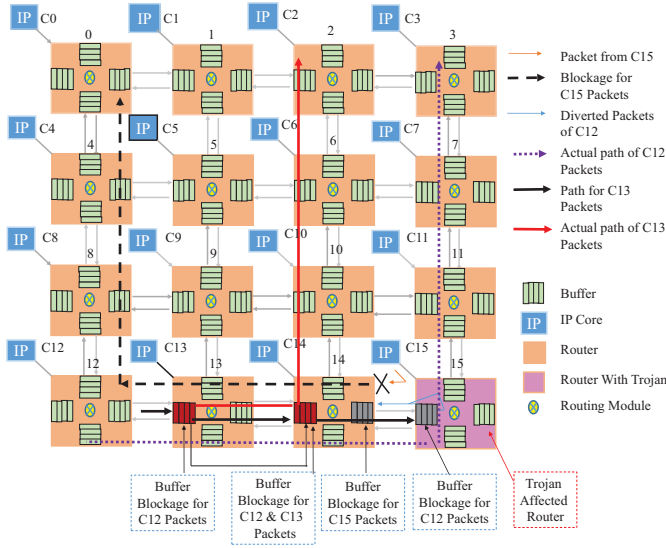 IP C0 IP C1 IP C2 IP C3
0 1 2 3
Packet from C15
Blockage for
C15 Packets
Diverted Packets
of C12
Actual path of C12
Packets
Path for C13
Packets
Actual path of C13
Packets
IP C4 IP C5 IP C6 IP C7
4 5 6 7
IP C8 IP C9 IP C10 IP C11
8 9 10 11
Buffer
IP IP Core
Router
Router With Trojan
Routing Module
IP C12 IP C13 IP C14 IP C15
12 13 14 15
Buffer
Blockage for
C12 Packets
Buffer
Blockage for
C12 & C13
Packets
Buffer
Blockage for
C15 Packets
Buffer
Blockage for
C12 Packets
Trojan
Affected
Router